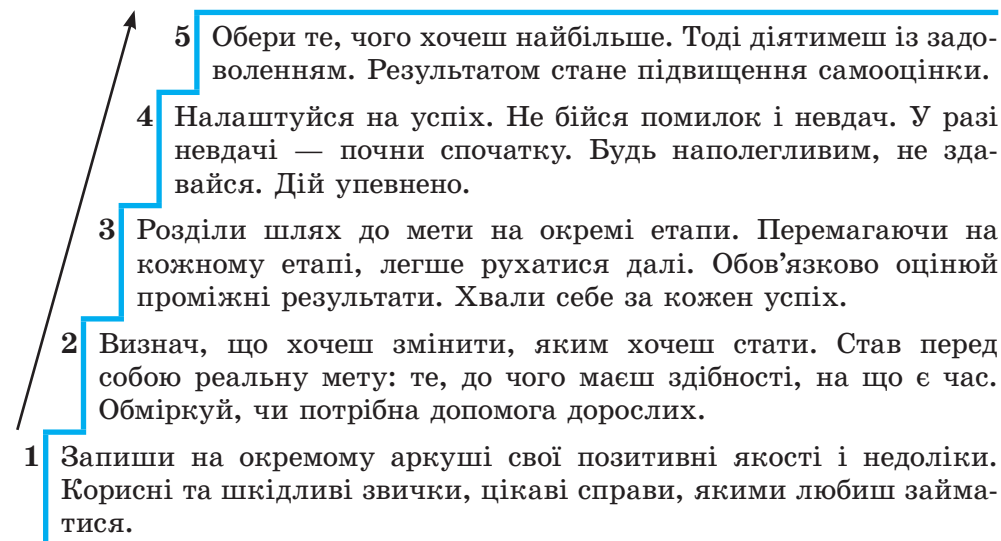 5 Обери те, чого хочеш найбільше. Тоді діятимеш із задо-
воленням. Результатом стане підвищення самооцінки.
4 Налаштуйся на успіх. Не бійся помилок і невдач. У разі
невдачі — почни спочатку. Будь наполегливим, не зда-
вайся. Дій упевнено.
3 Розділи шлях до мети на окремі етапи. Перемагаючи на
кожному етапі, легше рухатися далі. Обов’язково оцінюй
проміжні результати. Хвали себе за кожен успіх.
2 Визнач, що хочеш змінити, яким хочеш стати. Став перед
собою реальну мету: те, до чого маєш здібності, на що є час.
Обміркуй, чи потрібна допомога дорослих.
1 Запиши на окремому аркуші свої позитивні якості і недоліки.
Корисні та шкідливі звички, цікаві справи, якими любиш займа-
тися.